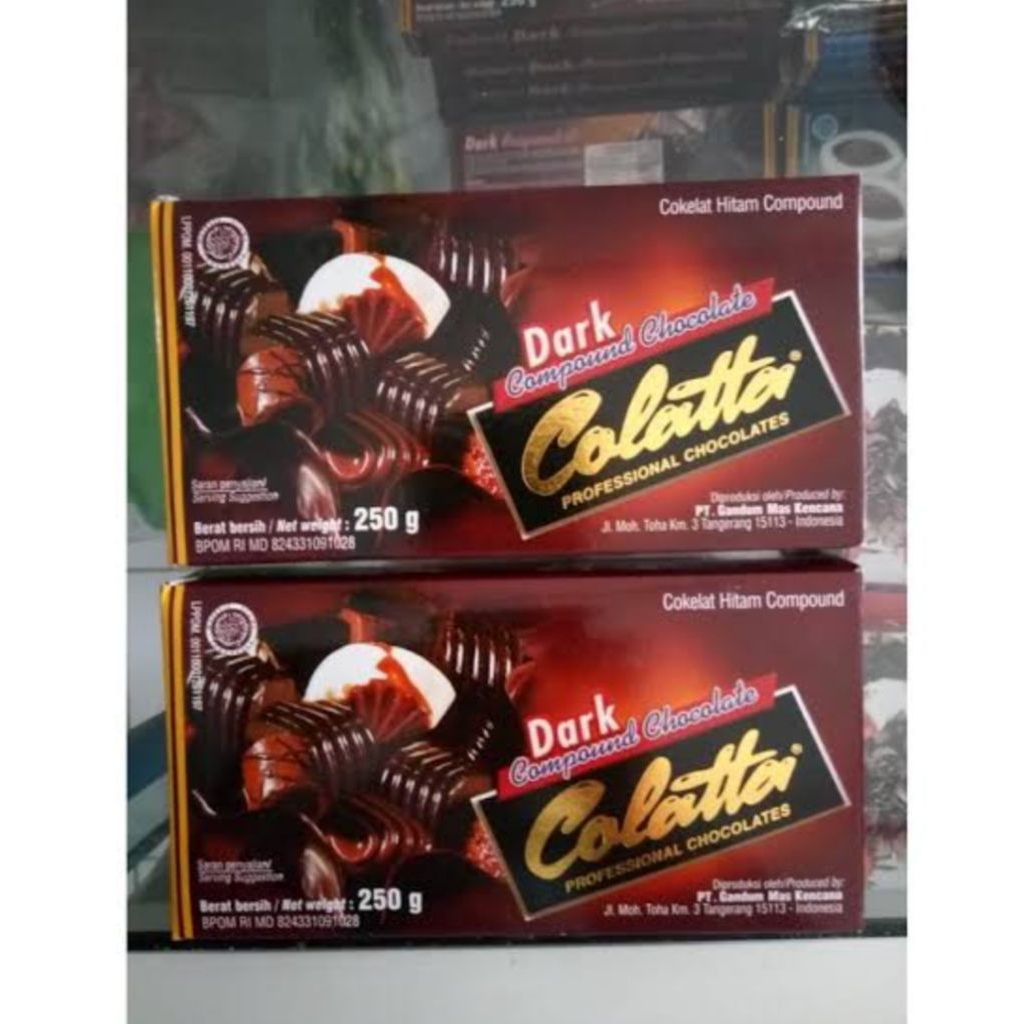 Dark
Cokelat Hitam Compound
Dark
Compound Chocolate
Colatta®
PROFESSIONAL CHOCOLATES
Saran penyajian/
Serving Suggestion
Berat bersih / Net weight : 250 g
BPOM RI MD 824331091028
Diproduksi oleh/Produced by:
PT. Gandum Mas Kencana
Jl. Moh. Toha Km. 3 Tangerang 15113 - Indonesia
Cokelat Hitam Compound
Dark
Compound Chocolate
Colatta®
PROFESSIONAL CHOCOLATES
Saran penyajian/
Serving Suggestion
Berat bersih / Net weight : 250 g
BPOM RI MD 824331091028
Diproduksi oleh/Produced by:
PT. Gandum Mas Kencana
Jl. Moh. Toha Km. 3 Tangerang 15113 - Indonesia